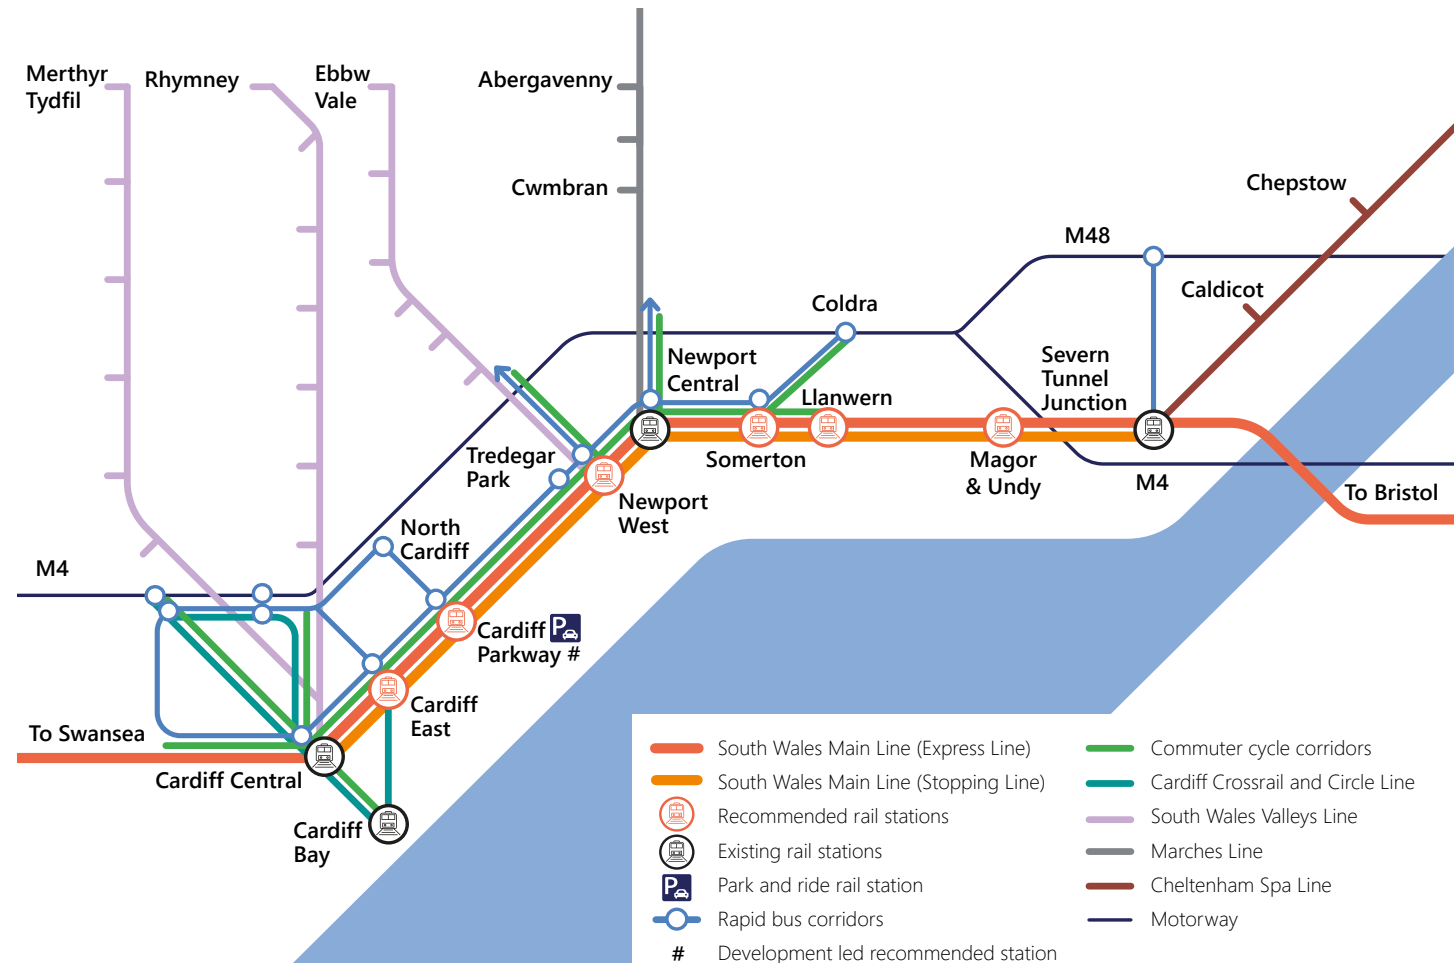 Merthyr
Tydfil
Rhymney
Ebbw
Vale
Abergavenny
Cwmbran
Chepstow
M48
Caldicot
Coldra
Newport
Central
Severn
Tunnel
Junction
Llanwern
Tredegar
Park
Somerton
Magor
& Undy
M4
To Bristol
Newport
West
North
Cardiff
M4
Cardiff P
Parkway #
Cardiff
East
To Swansea
Cardiff Central
Cardiff
Bay
South Wales Main Line (Express Line)
South Wales Main Line (Stopping Line)
Recommended rail stations
Existing rail stations
P Park and ride rail station
Rapid bus corridors
# Development led recommended station
Commuter cycle corridors
Cardiff Crossrail and Circle Line
South Wales Valleys Line
Marches Line
Cheltenham Spa Line
Motorway